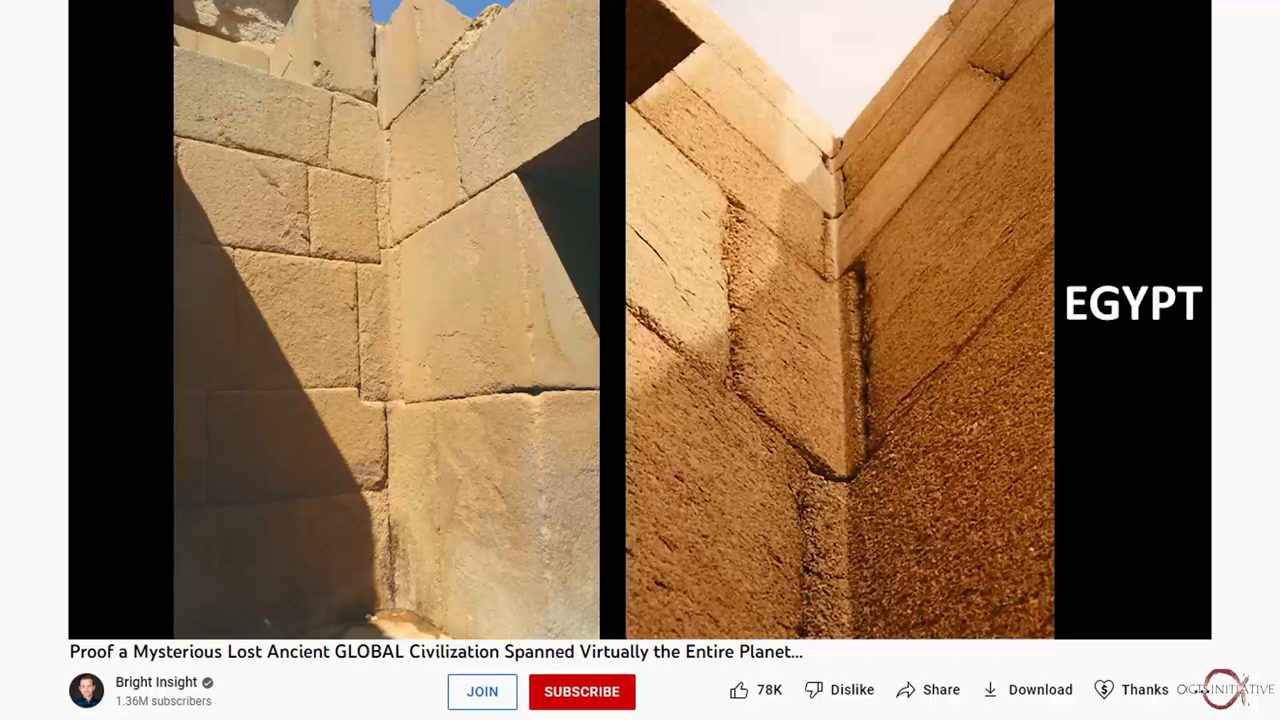 EGYPT
Proof a Mysterious Lost Ancient GLOBAL Civilization Spanned Virtually the Entire Planet...
Bright Insight
1.36M subscribers
JOIN
SUBSCRIBE
78K
Dislike
Share
Download
Thanks
INITIATIVE